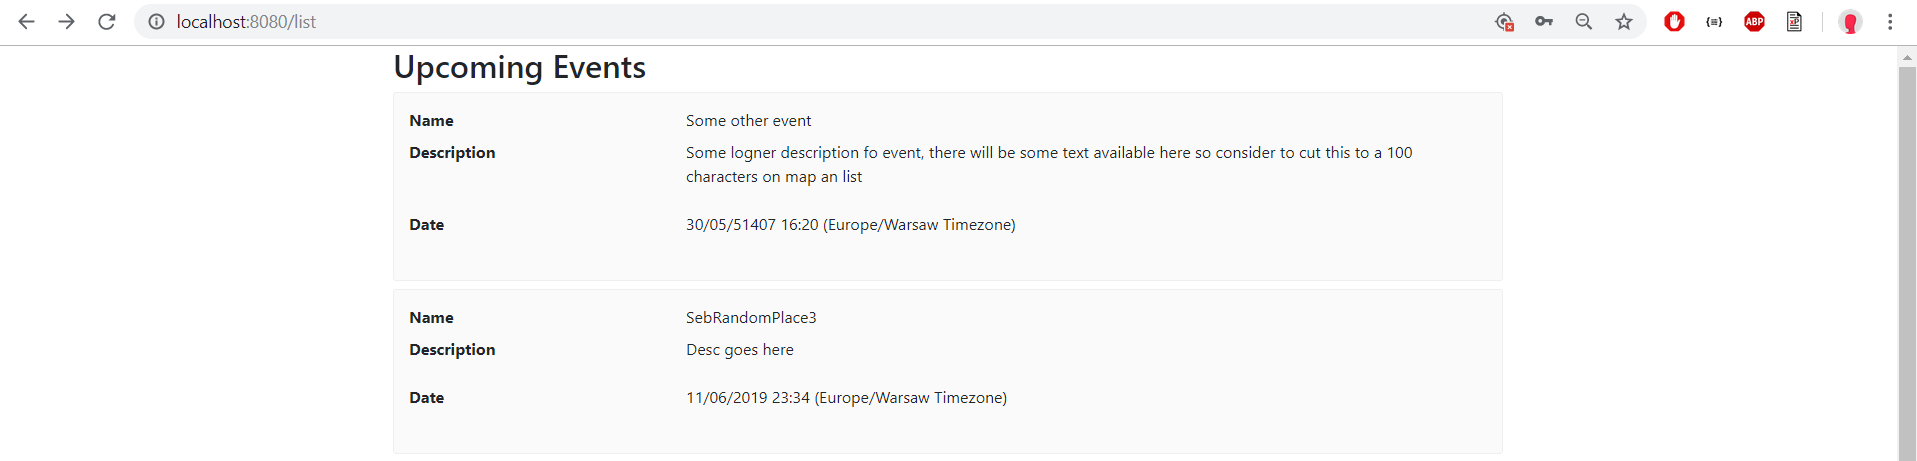 localhost:8080/list
ABP
Upcoming Events
Name Some other event
Description Some logner description fo event, there will be some text available here so consider to cut this to a 100
characters on map an list
Date 30/05/51407 16:20 (Europe/Warsaw Timezone)
Name SebRandomPlace3
Description Desc goes here
Date 11/06/2019 23:34 (Europe/Warsaw Timezone)